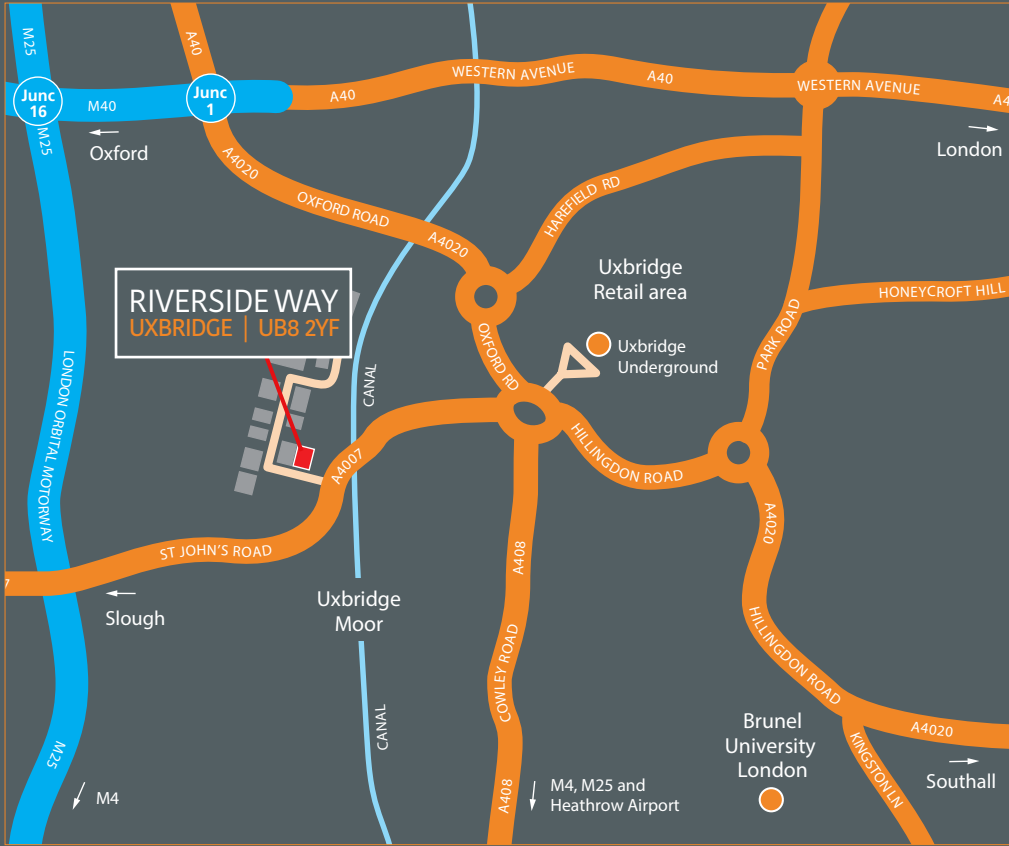 M25
A40
WESTERN AVENUE
A40
WESTERN AVENUE
A4
Junc
16
M40
Junc
1
A40
M25
Oxford
London
A4020
OXFORD ROAD
A4020
HAREFIELD RD
Uxbridge
Retail area
HONEYCROFT HILL
RIVERSIDE WAY
UXBRIDGE | UB8 2YF
PARK ROAD
OXFORD RD
Uxbridge
Underground
CANAL
LONDON ORBITAL MOTORWAY
A4007
HILLINGDON ROAD
A4020
ST JOHN'S ROAD
A408
7
Slough
Uxbridge
Moor
COWLEY ROAD
HILLINGDON ROAD
CANAL
Brunel
University
London
A4020
KINGSTON LN
Southall
M25
M4
A408
M4, M25 and
Heathrow Airport